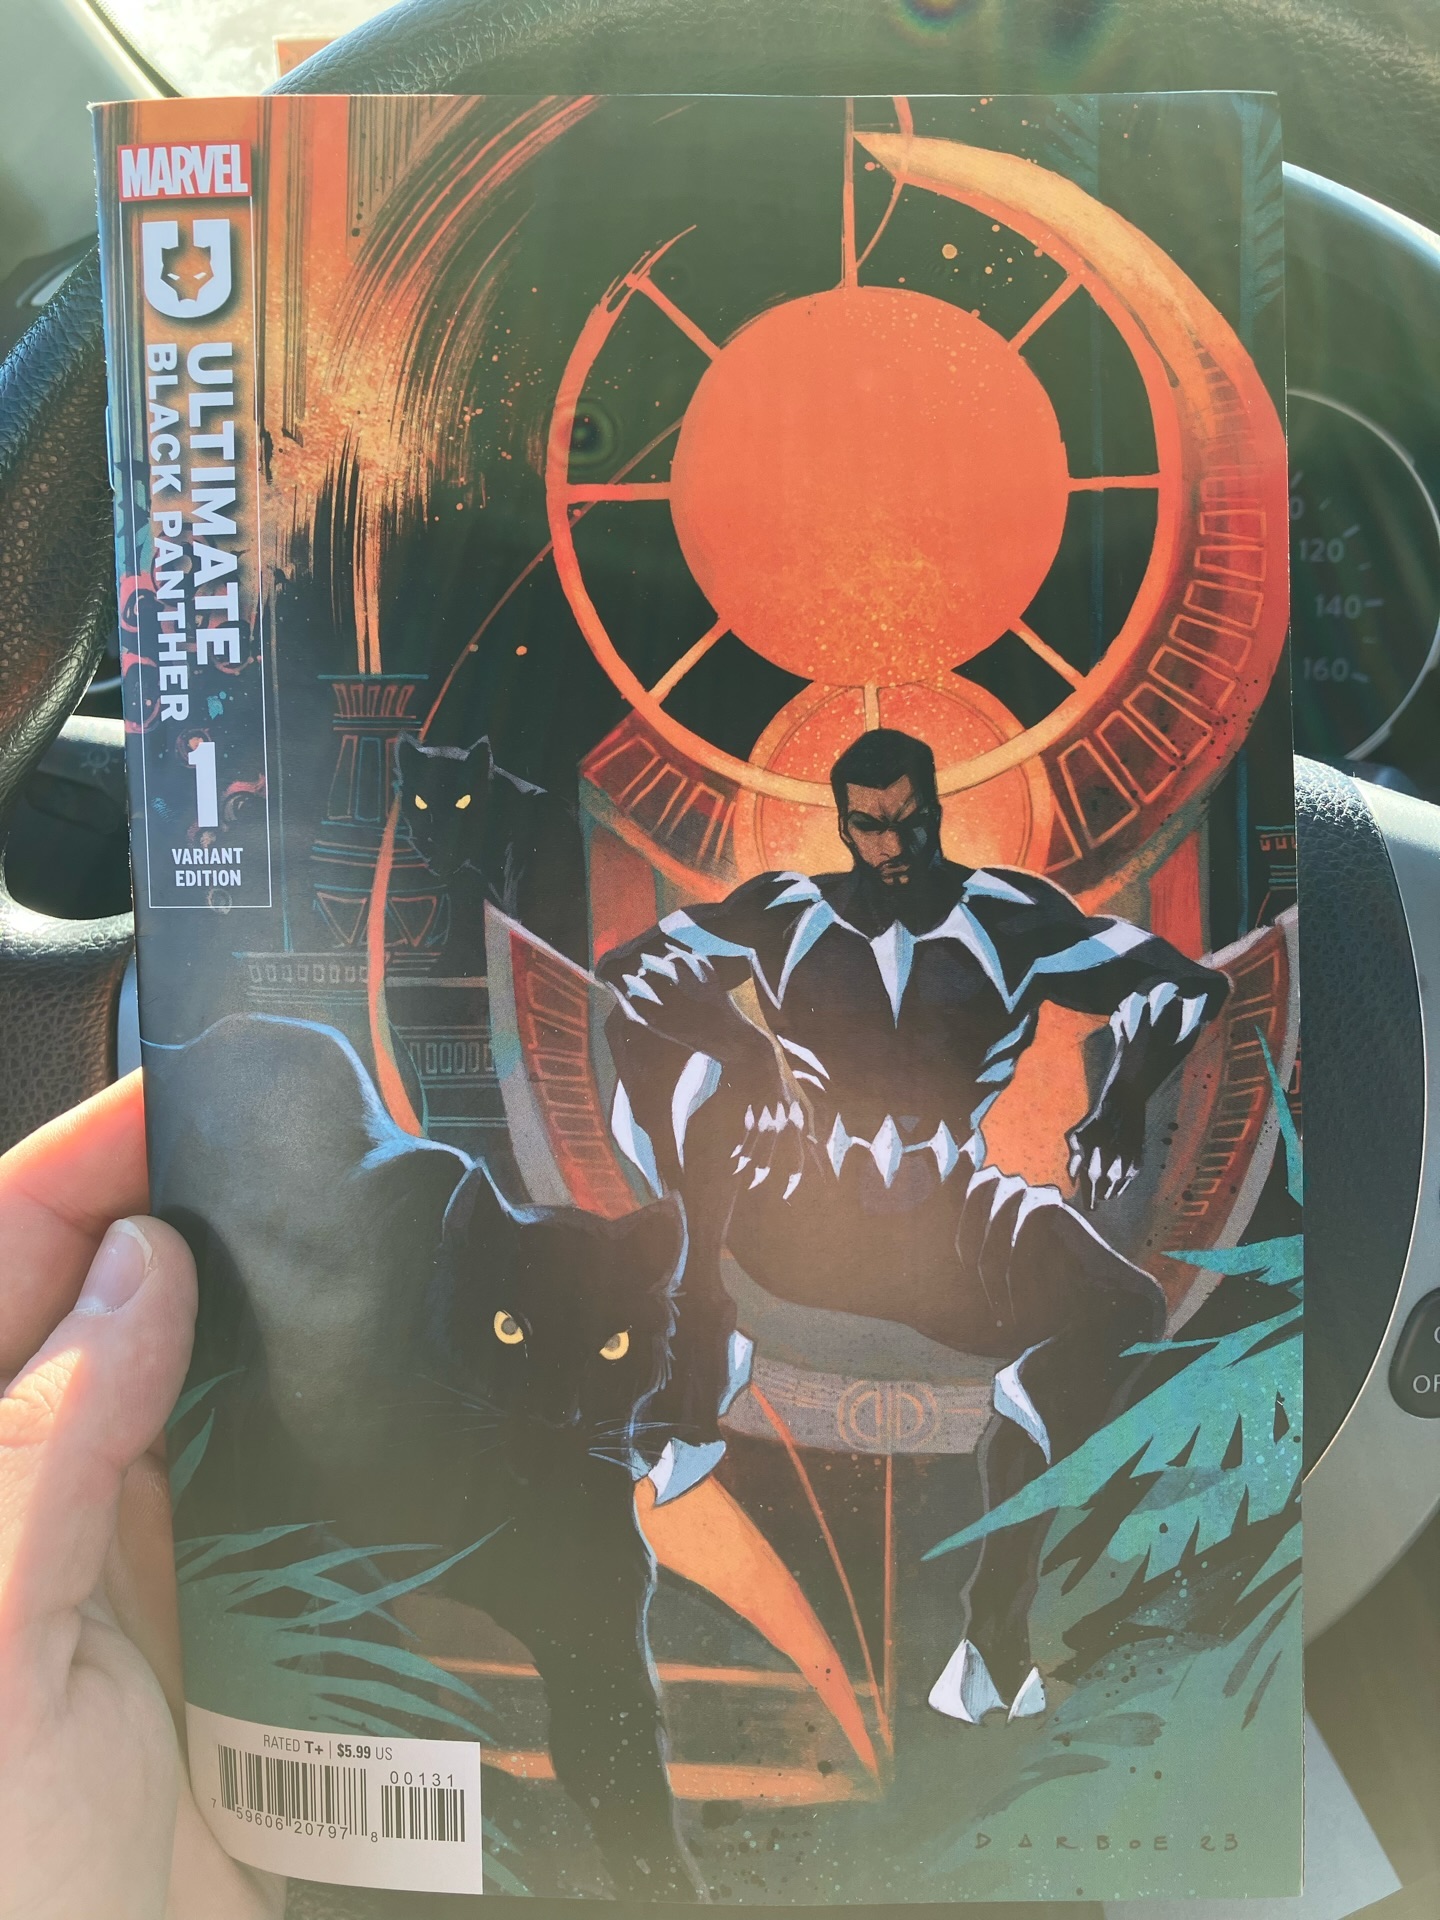 MARVEL
ULTIMATE
BLACK PANTHER
1
VARIANT
EDITION
120
140
160
RATED T+ | $5.99 US
00131
7 59606 20797 8
DARBOE 23